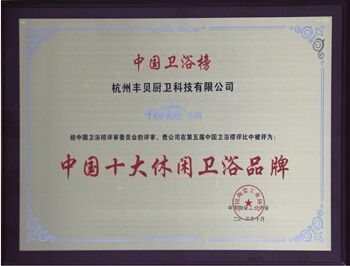 中国卫浴榜
杭州丰贝厨卫科技有限公司
fenbe 丰贝
经中国卫浴榜评审委员会的评审，贵公司在第五届中国卫浴榜评比中被评为：
中国十大休闲卫浴品牌